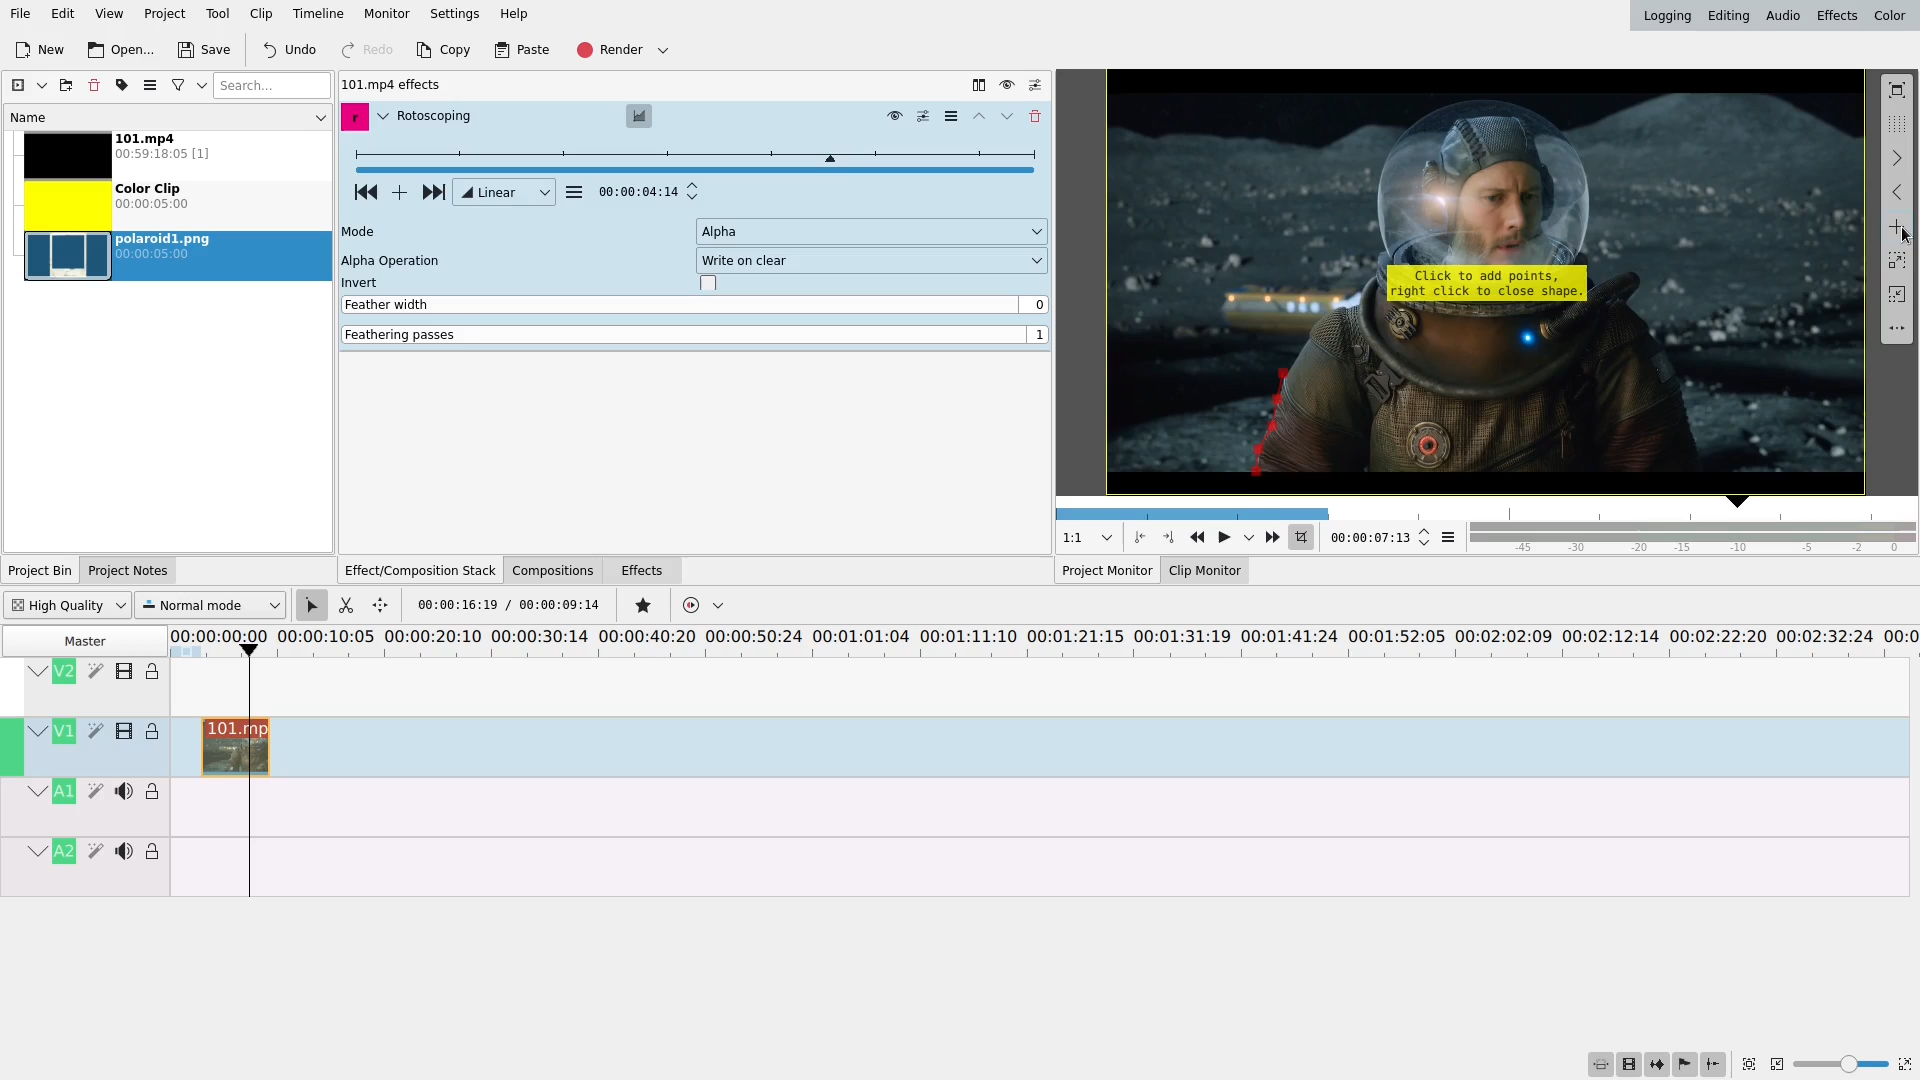 File Edit View Project Tool Clip Timeline Monitor Settings Help
Logging Editing Audio Effects Color
New Open... Save Undo Redo Copy Paste Render
Search...
101.mp4 effects
Name
r Rotoscoping
101.mp4
00:59:18:05 [1]
Color Clip
00:00:05:00
polaroid1.png
00:00:05:00
Linear 00:00:04:14
Mode Alpha
Alpha Operation Write on clear
Invert
Feather width 0
Feathering passes 1
Click to add points,
right click to close shape.
1:1 00:00:07:13
-45 -30 -20 -15 -10 -5 -2 0
Project Bin Project Notes
Effect/Composition Stack Compositions Effects
Project Monitor Clip Monitor
High Quality Normal mode 00:00:16:19 / 00:00:09:14
Master
00:00:00:00 00:00:10:05 00:00:20:10 00:00:30:14 00:00:40:20 00:00:50:24 00:01:01:04 00:01:11:10 00:01:21:15 00:01:31:19 00:01:41:24 00:01:52:05 00:02:02:09 00:02:12:14 00:02:22:20 00:02:32:24 00:0
V2
V1 101.mp
A1
A2